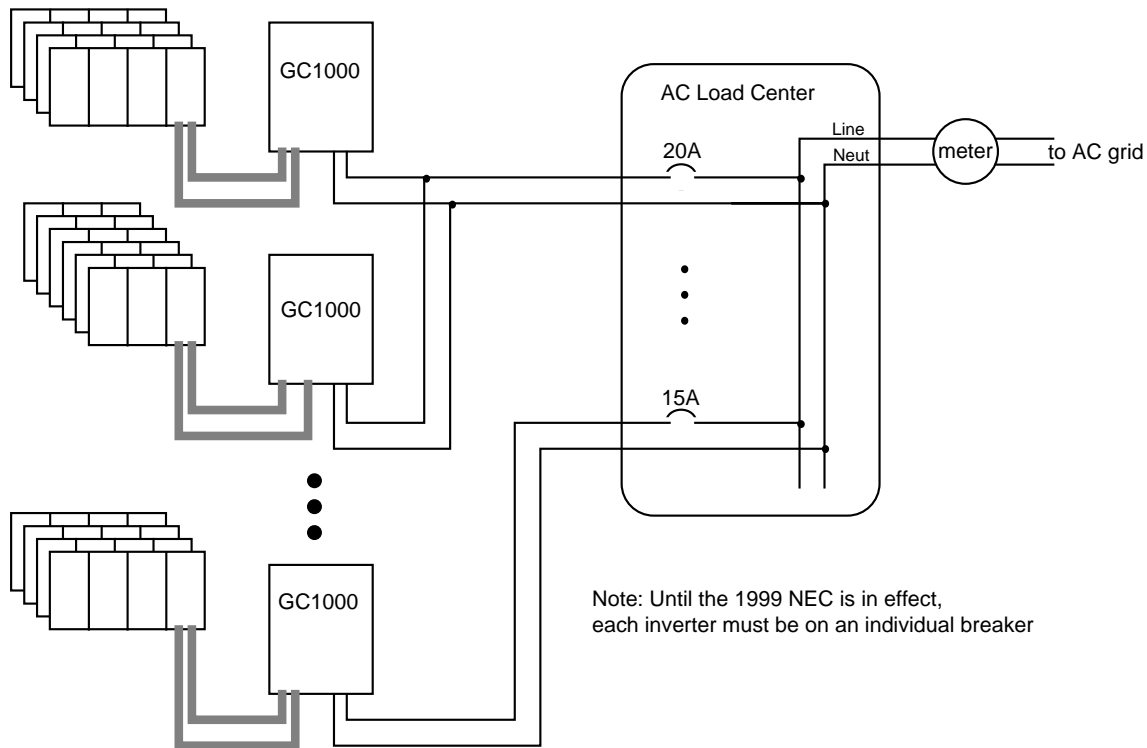 GC1000
AC Load Center
Line
20A
Neut
meter
to AC grid
GC1000
15A
GC1000
Note: Until the 1999 NEC is in effect,
each inverter must be on an individual breaker